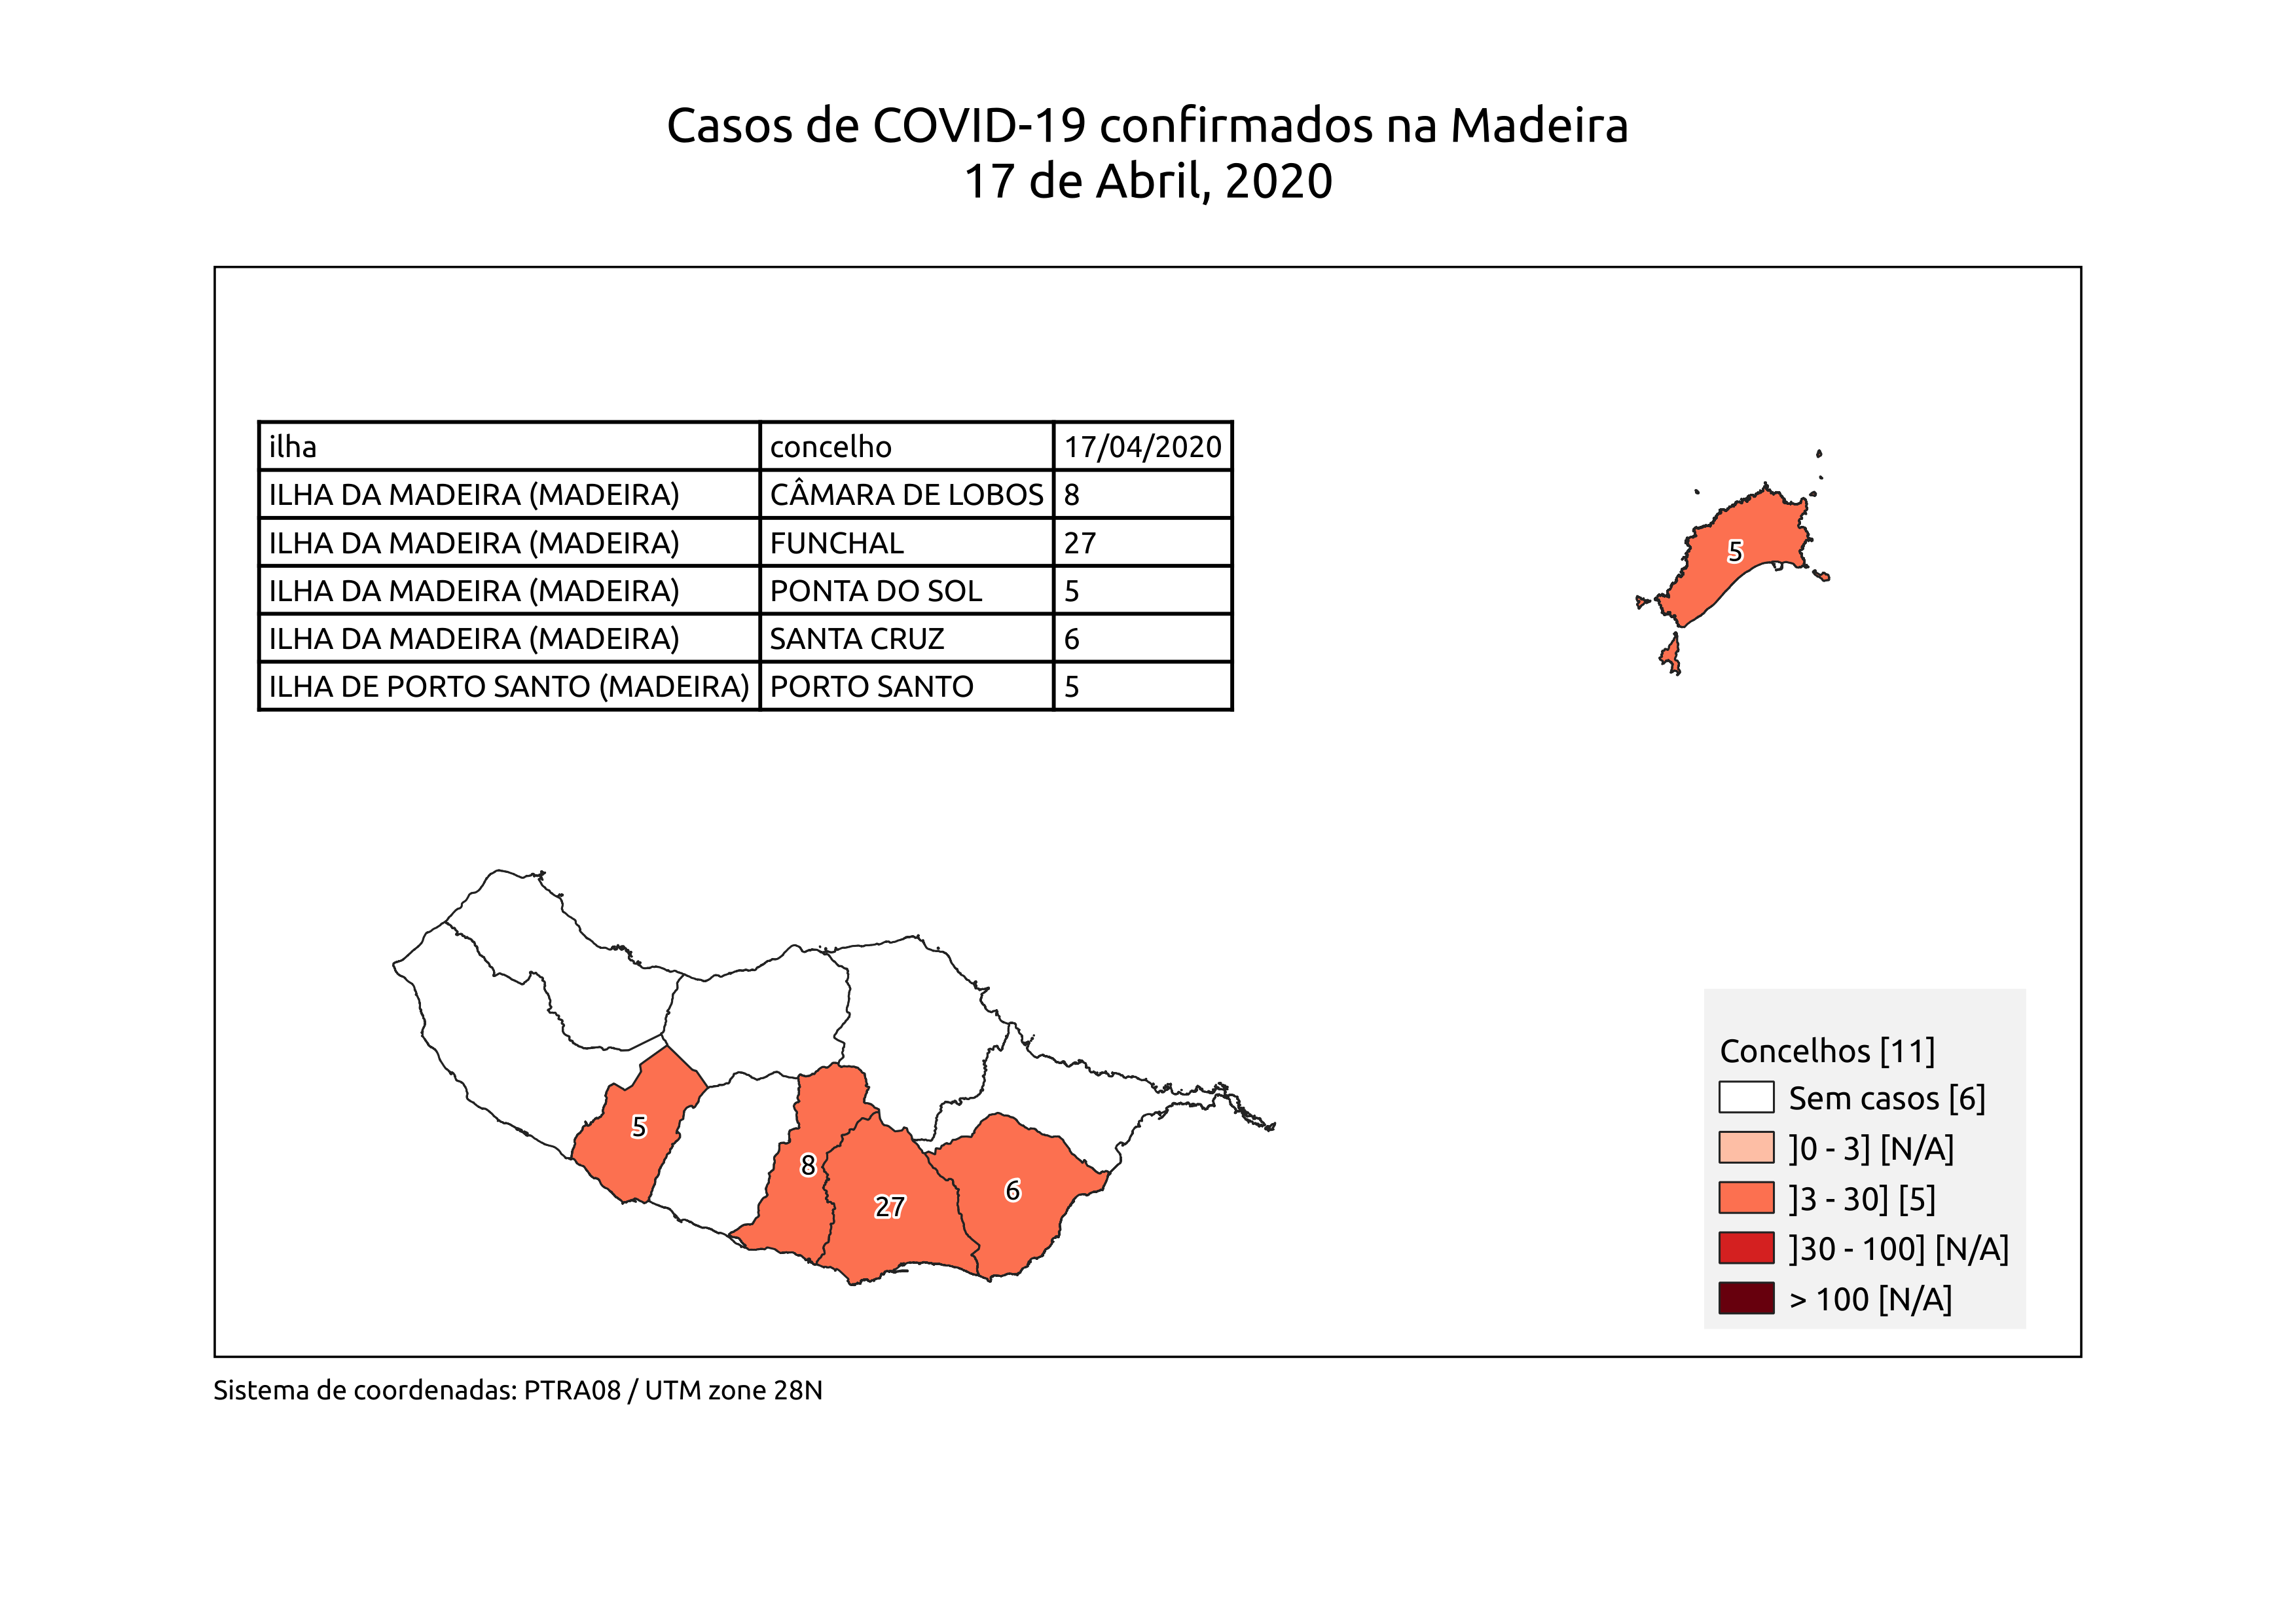 Casos de COVID-19 confirmados na Madeira
17 de Abril, 2020
ilha concelho 17/04/2020
ILHA DA MADEIRA (MADEIRA) CÂMARA DE LOBOS 8
ILHA DA MADEIRA (MADEIRA) FUNCHAL 27
ILHA DA MADEIRA (MADEIRA) PONTA DO SOL 5
ILHA DA MADEIRA (MADEIRA) SANTA CRUZ 6
ILHA DE PORTO SANTO (MADEIRA) PORTO SANTO 5
5
5
8
27
6
Concelhos [11]
Sem casos [6]
]0 - 3] [N/A]
]3 - 30] [5]
]30 - 100] [N/A]
> 100 [N/A]
Sistema de coordenadas: PTRA08 / UTM zone 28N